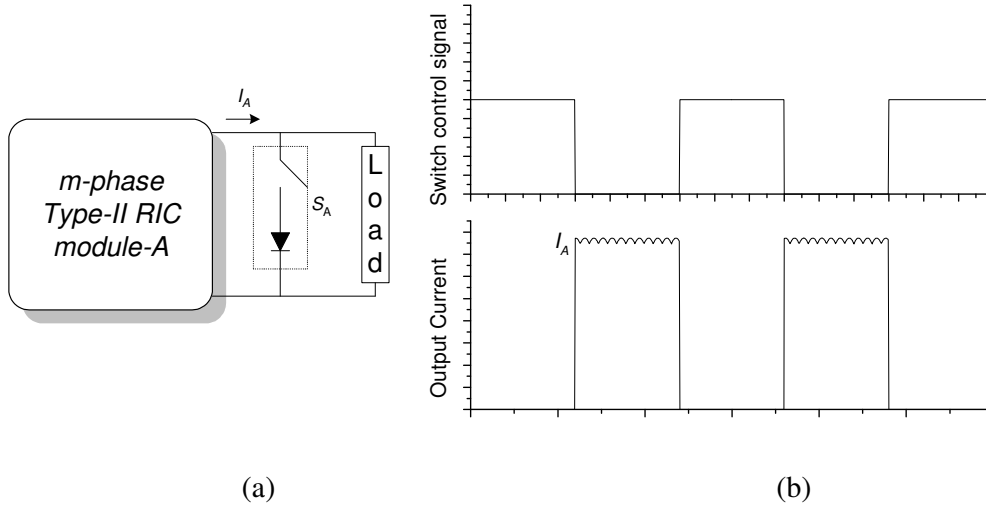 I_A
m-phase
Type-II RIC
module-A
S_A
L
o
a
d
(a)
Switch control signal
Output Current
I_A
(b)